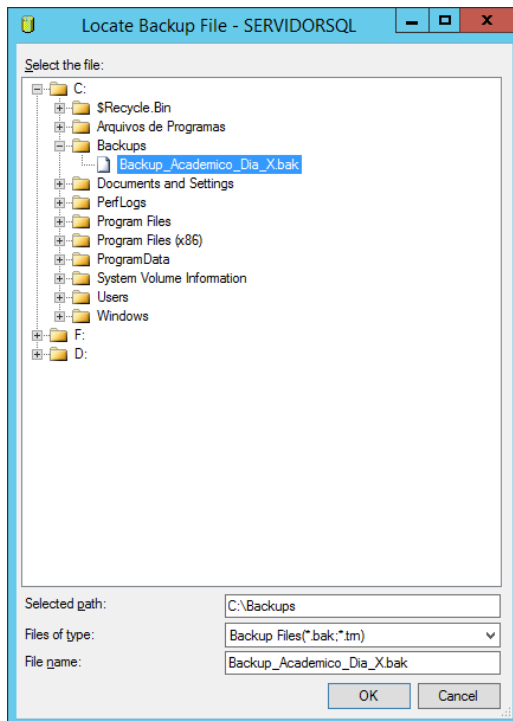 Locate Backup File - SERVIDORSQL
Select the file:
C:
$Recycle.Bin
Arquivos de Programas
Backups
Backup_Academico_Dia_X.bak
Documents and Settings
PerfLogs
Program Files
Program Files (x86)
ProgramData
System Volume Information
Users
Windows
F:
D:
Selected path: C:\Backups
Files of type: Backup Files(*.bak;*.trn)
File name: Backup_Academico_Dia_X.bak
OK Cancel